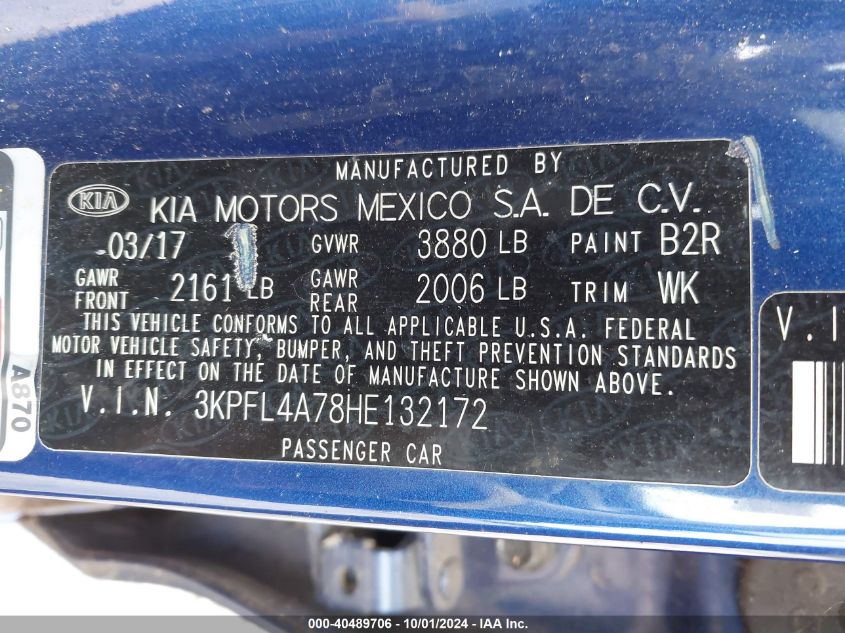 MANUFACTURED BY
KIA KIA MOTORS MEXICO S.A. DE C.V.
03/17 GVWR 3880 LB PAINT B2R
GAWR FRONT 2161 LB GAWR REAR 2006 LB TRIM WK
THIS VEHICLE CONFORMS TO ALL APPLICABLE U.S.A. FEDERAL
MOTOR VEHICLE SAFETY, BUMPER, AND THEFT PREVENTION STANDARDS
IN EFFECT ON THE DATE OF MANUFACTURE SHOWN ABOVE.
V.I.N. 3KPFL4A78HE132172
PASSENGER CAR
A870
V.I
000-40489706 - 10/01/2024 - IAA Inc.